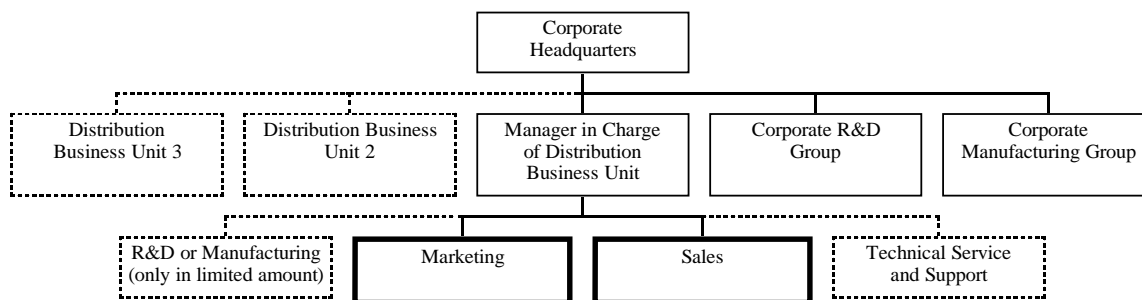 Corporate
Headquarters
Distribution
Business Unit 3
Distribution Business
Unit 2
Manager in Charge
of Distribution
Business Unit
Corporate R&D
Group
Corporate
Manufacturing Group
R&D or Manufacturing
(only in limited amount)
Marketing
Sales
Technical Service
and Support